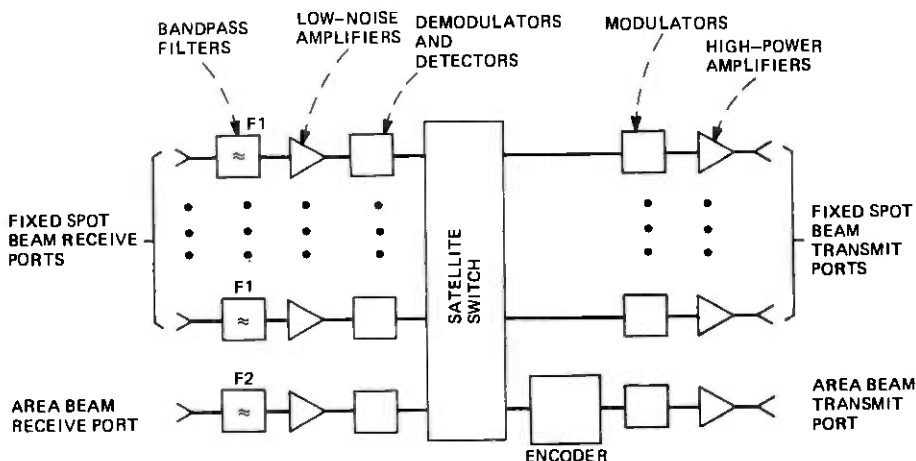 BANDPASS
FILTERS
LOW-NOISE
AMPLIFIERS
DEMODULATORS
AND
DETECTORS
MODULATORS
HIGH-POWER
AMPLIFIERS
F1
≈
FIXED SPOT
BEAM RECEIVE
PORTS
SATELLITE
SWITCH
FIXED SPOT
BEAM
TRANSMIT
PORTS
F1
≈
F2
≈
AREA BEAM
RECEIVE PORT
AREA BEAM
TRANSMIT
PORT
ENCODER